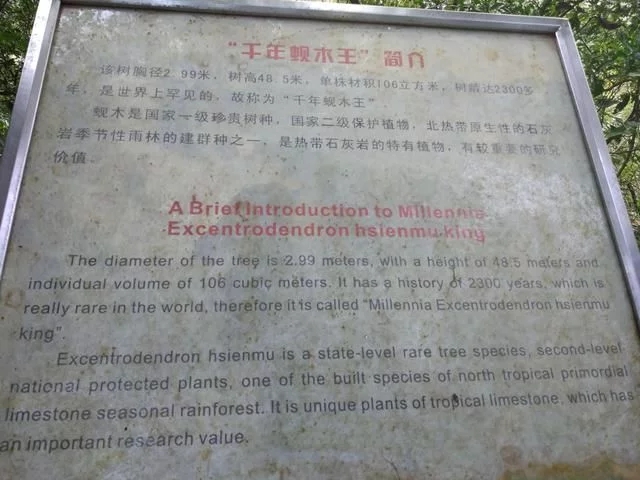 “千年蚬木王”简介
该树胸径2.99米，树高48.5米，单株材积106立方米，树龄达2300多
年，是世界上罕见的，故称为“千年蚬木王”
蚬木是国家一级珍贵树种，国家二级保护植物，北热带原生性的石灰
岩季节性雨林的建群种之一，是热带石灰岩的特有植物，有较重要的研究
价值。
A Brief Introduction to Millennia
Excentrodendron hsienmu king
The diameter of the tree is 2.99 meters, with a height of 48.5 meters and
individual volume of 106 cubic meters. It has a history of 2300 years, which is
really rare in the world, therefore it is called “Millennia Excentrodendron hsienmu
king”.
Excentrodendron hsienmu is a state-level rare tree species, second-level
national protected plants, one of the built species of north tropical primordial
limestone seasonal rainforest. It is unique plants of tropical limestone, which has
an important research value.